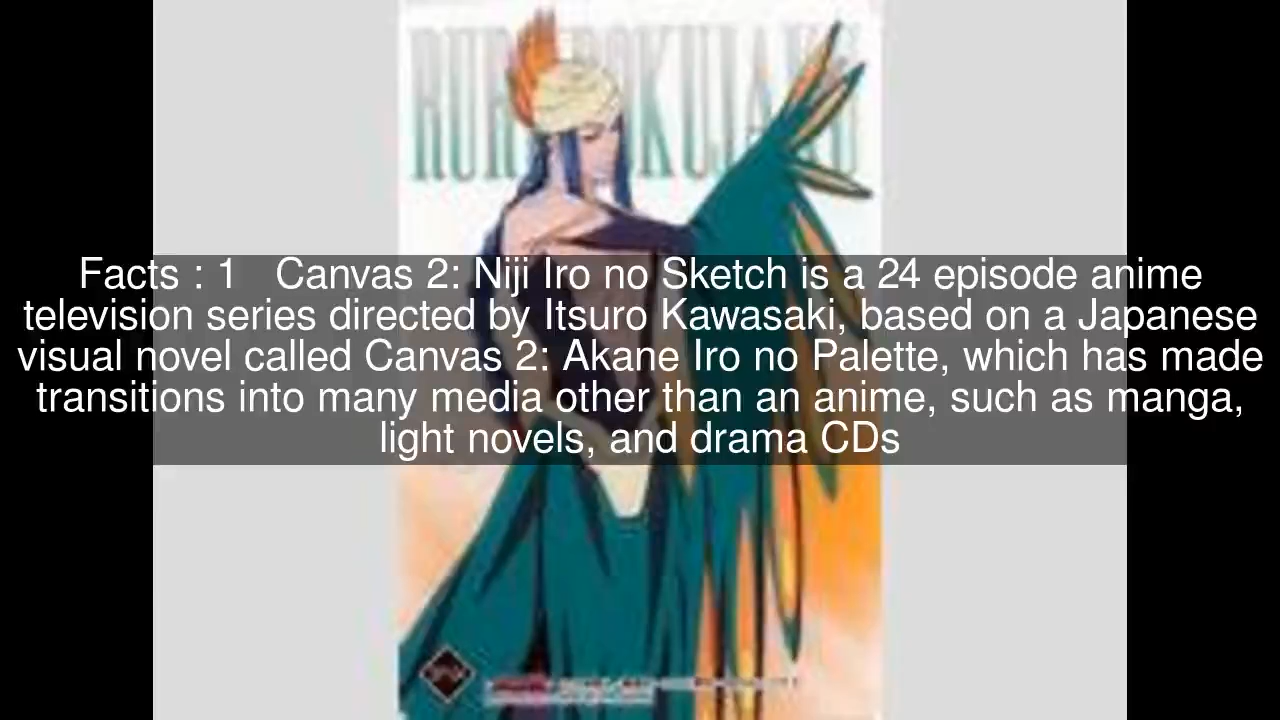 Facts : 1 Canvas 2: Niji Iro no Sketch is a 24 episode anime
television series directed by Itsuro Kawasaki, based on a Japanese
visual novel called Canvas 2: Akane Iro no Palette, which has made
transitions into many media other than an anime, such as manga,
light novels, and drama CDs